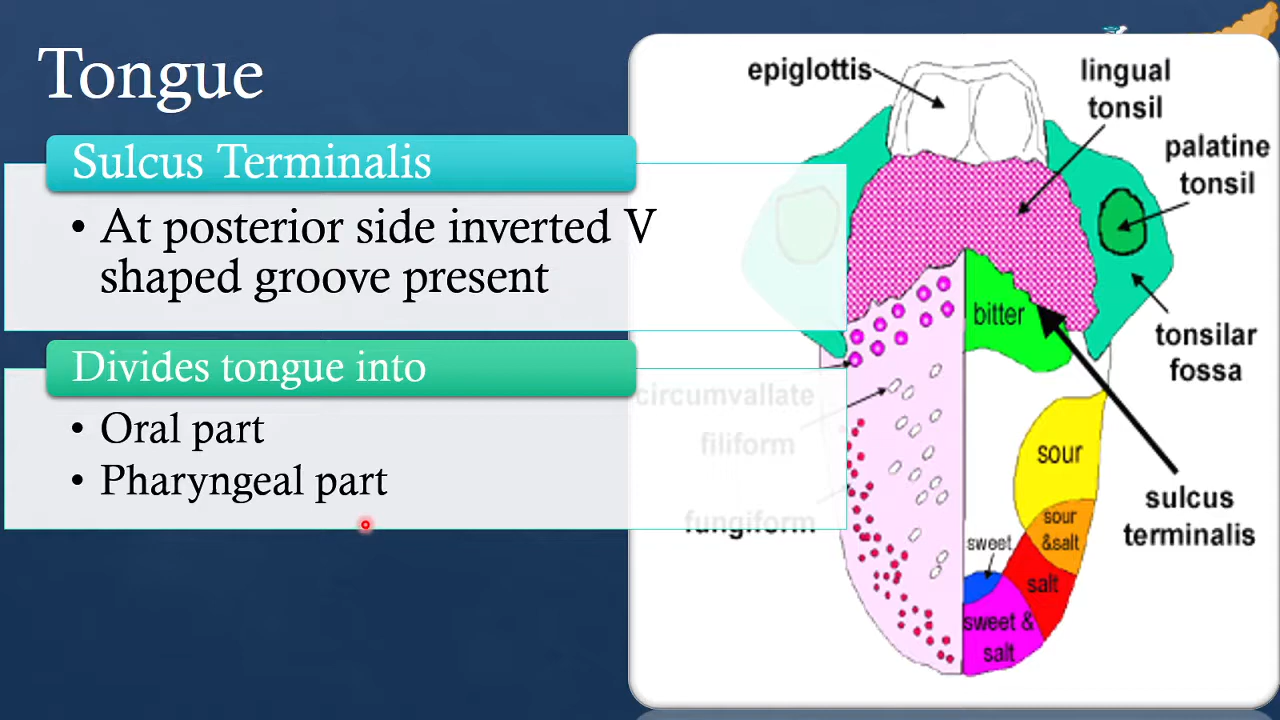 Tongue
Sulcus Terminalis
• At posterior side inverted V
shaped groove present
Divides tongue into
• Oral part
• Pharyngeal part
epiglottis
lingual
tonsil
palatine
tonsil
bitter
tonsilar
fossa
circumvallate
filiform
fungiform
sour
sour
&salt
sweet
salt
sweet &
salt
sulcus
terminalis